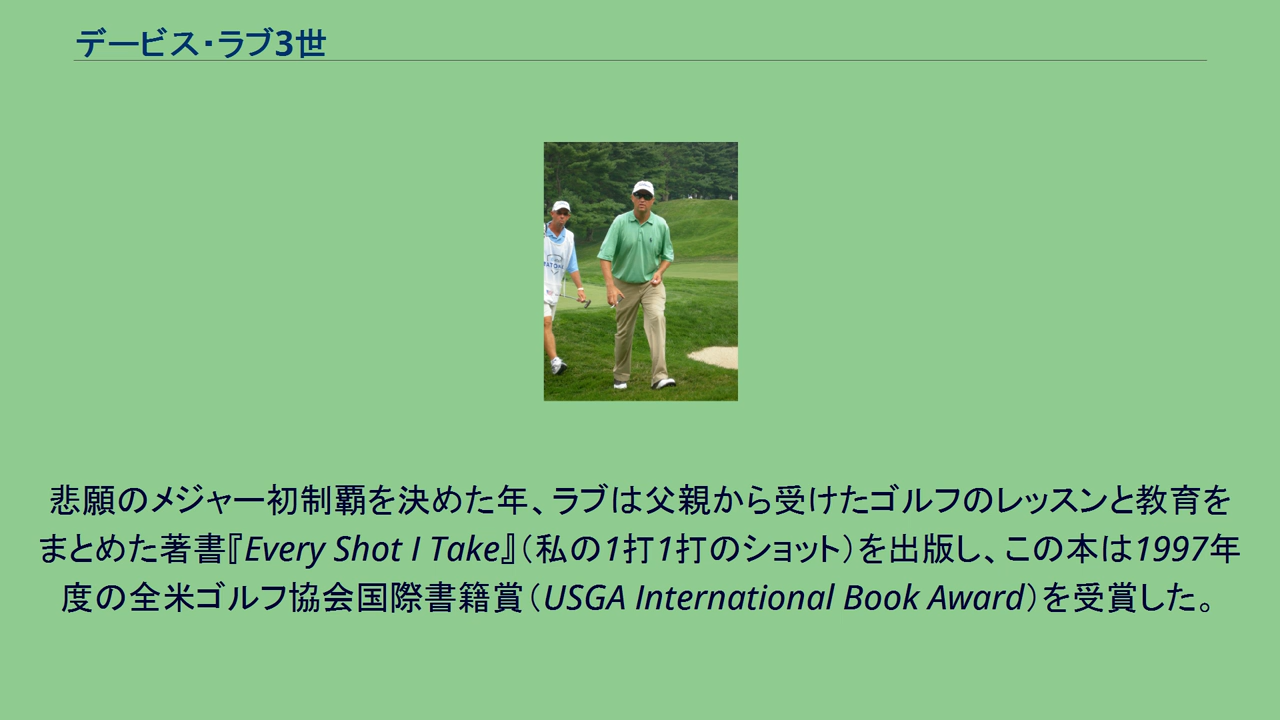 デービス・ラブ3世
悲願のメジャー初制覇を決めた年、ラブは父親から受けたゴルフのレッスンと教育を
まとめた著書『Every Shot I Take』（私の1打1打のショット）を出版し、この本は1997年
度の全米ゴルフ協会国際書籍賞（USGA International Book Award）を受賞した。